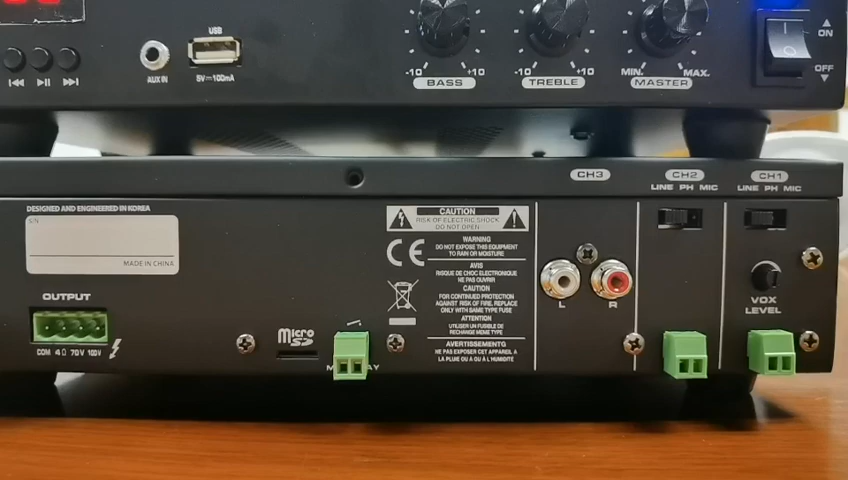 USB
AUX IN
5V⎓100mA
-10 +10
BASS
-10 +10
TREBLE
MIN. MAX.
MASTER
ON
OFF
CH3
CH2
LINE PH MIC
CH1
LINE PH MIC
DESIGNED AND ENGINEERED IN KOREA
S/N
MADE IN CHINA
OUTPUT
COM 4Ω 70V 100V
micro
SD
CAUTION
RISK OF ELECTRIC SHOCK
DO NOT OPEN
CE
WARNING
DO NOT EXPOSE THIS EQUIPMENT
TO RAIN OR MOISTURE
AVIS
RISQUE DE CHOC ELECTRONIQUE
NE PAS OUVRIR
CAUTION
FOR CONTINUED PROTECTION
AGAINST RISK OF FIRE, REPLACE
ONLY WITH SAME TYPE FUSE
ATTENTION
UTILISER UN FUSIBLE DE
RECHANGE MEME TYPE
AVERTISSEMENTG
NE PAS EXPOSER CET APPAREIL A
LA PLUIE OU A QU À L'HUMIDITÉ
L R
VOX
LEVEL